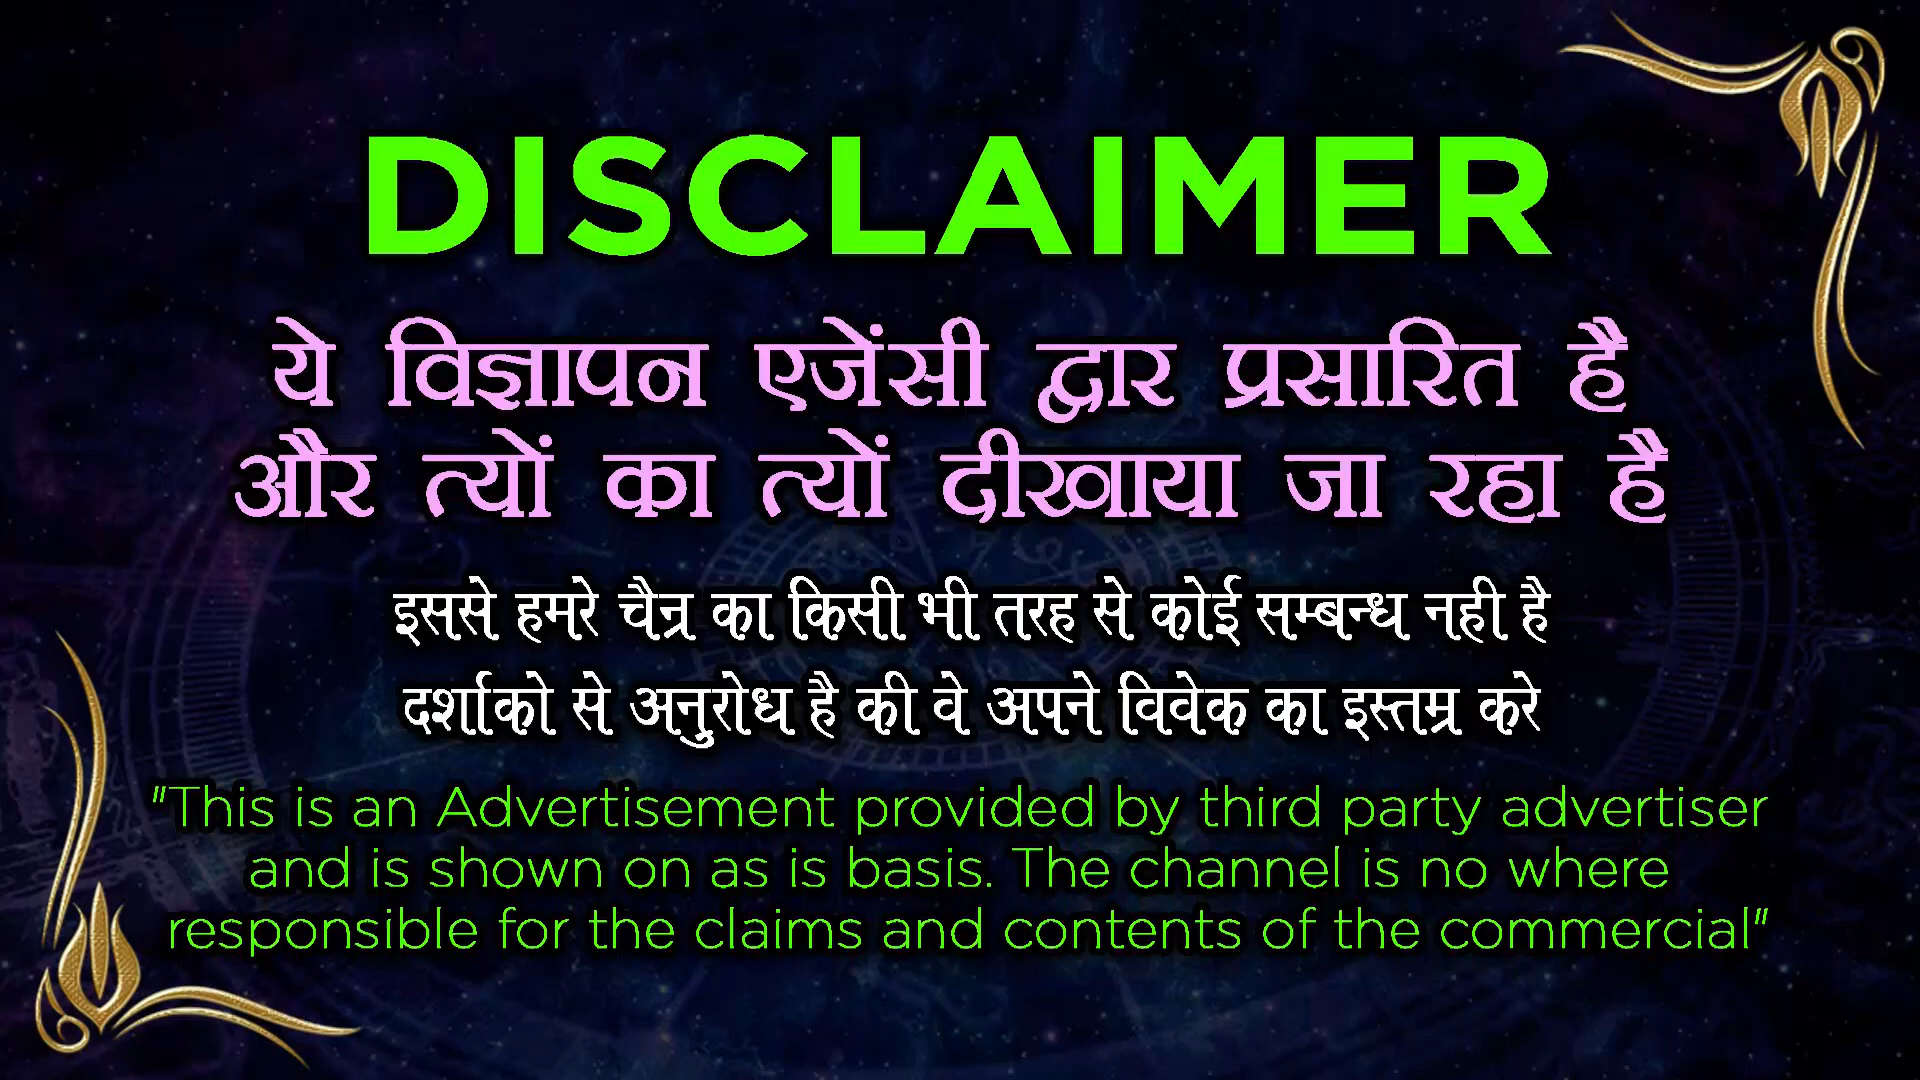 DISCLAIMER
ये विज्ञापन एजेंसी द्वार प्रसारित है
और त्यों का त्यों दीखाया जा रहा है
इससे हमरे चैन्र का किसी भी तरह से कोई सम्बन्ध नही है
दर्शाको से अनुरोध है की वे अपने विवेक का इस्तम्र करे
"This is an Advertisement provided by third party advertiser
and is shown on as is basis. The channel is no where
responsible for the claims and contents of the commercial"